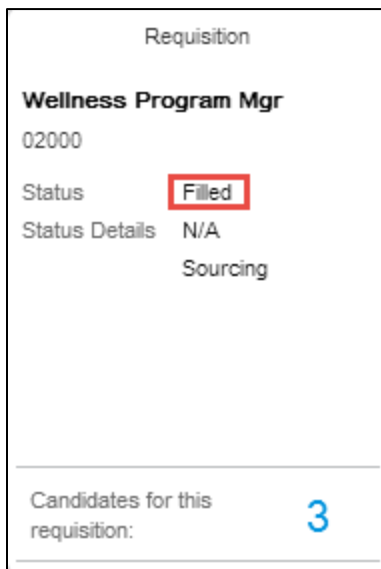 Requisition
Wellness Program Mgr
02000
Status Filled
Status Details N/A
Sourcing
Candidates for this
requisition: 3